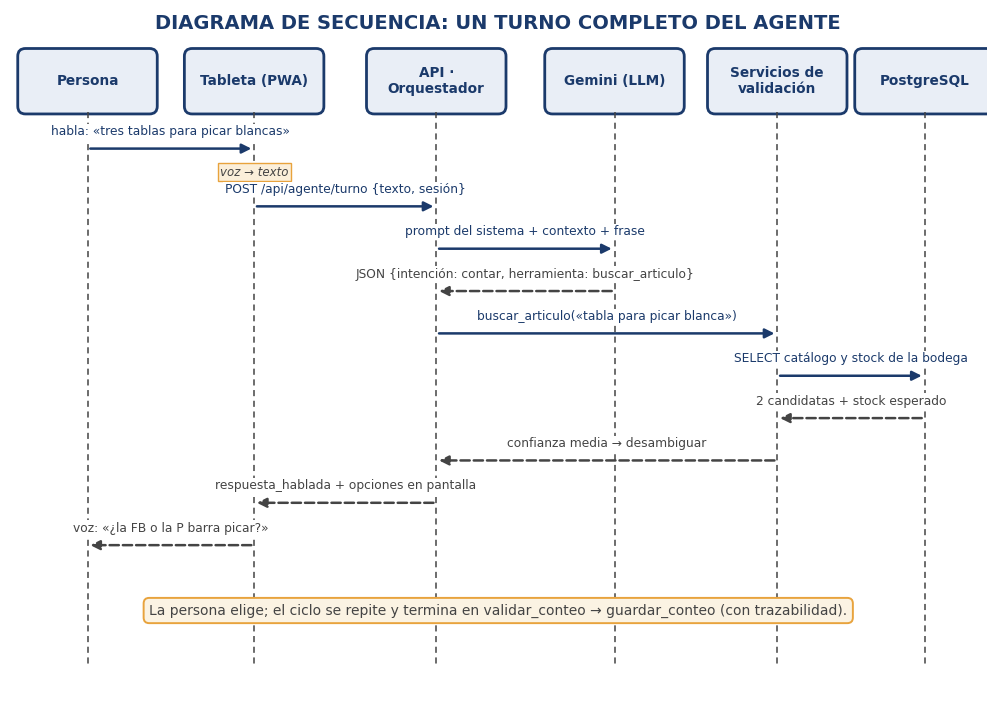 DIAGRAMA DE SECUENCIA: UN TURNO COMPLETO DEL AGENTE
Persona
Tableta (PWA)
API ·
Orquestador
Gemini (LLM)
Servicios de
validación
PostgreSQL
habla: «tres tablas para picar blancas»
voz → texto
POST /api/agente/turno {texto, sesión}
prompt del sistema + contexto + frase
JSON {intención: contar, herramienta: buscar_articulo}
buscar_articulo(«tabla para picar blanca»)
SELECT catálogo y stock de la bodega
2 candidatas + stock esperado
confianza media → desambiguar
respuesta_hablada + opciones en pantalla
voz: «¿la FB o la P barra picar?»
La persona elige; el ciclo se repite y termina en validar_conteo → guardar_conteo (con trazabilidad).